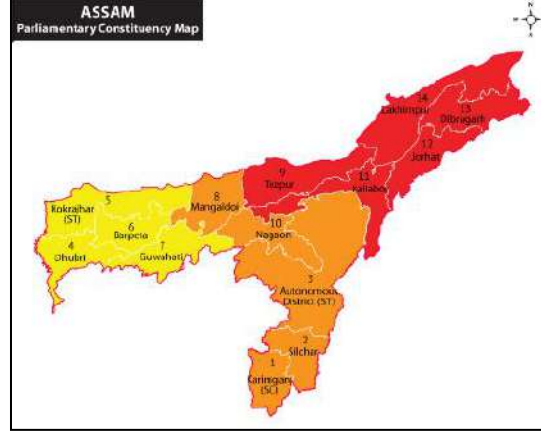 ASSAM
Parliamentary Constituency Map
N
14
Lakhimpur
13
Dibrugarh
12
Jorhat
9
Tezpur
11
Kaliabor
5
Kokrajhar
(ST)
8
Mangaldoi
6
Barpeta
10
Nagaon
4
Dhubri
7
Guwahati
3
Autonomous
District (ST)
2
Silchar
1
Karimganj
(SC)